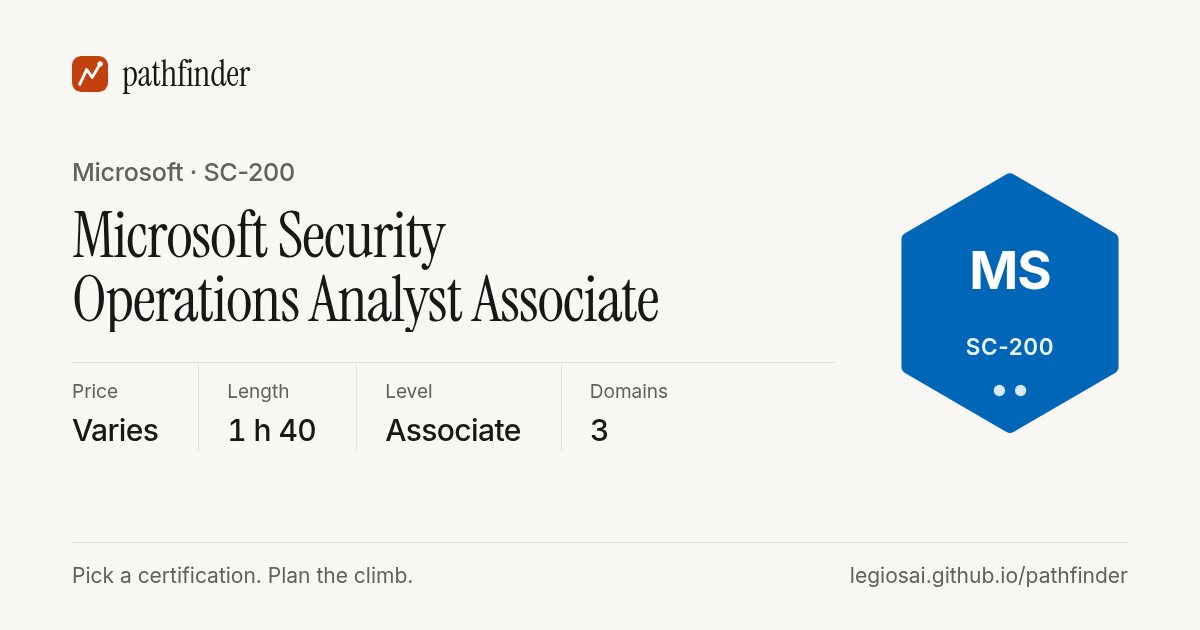 pathfinder
Microsoft · SC-200
Microsoft Security
Operations Analyst Associate
Price
Varies
Length
1 h 40
Level
Associate
Domains
3
MS
SC-200
Pick a certification. Plan the climb.
legiosai.github.io/pathfinder